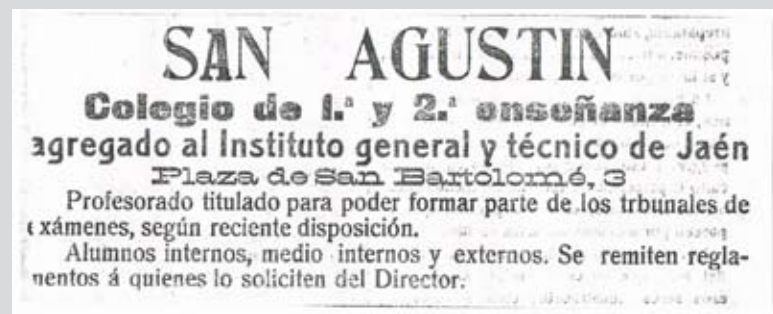 SAN AGUSTIN
Colegio de 1.ª y 2.ª enseñanza
agregado al Instituto general y técnico de Jaén
Plaza de San Bartolomé, 3
Profesorado titulado para poder formar parte de los trbunales de
exámenes, según reciente disposición.
Alumnos internos, medio internos y externos. Se remiten regla-
mentos á quienes lo soliciten del Director.